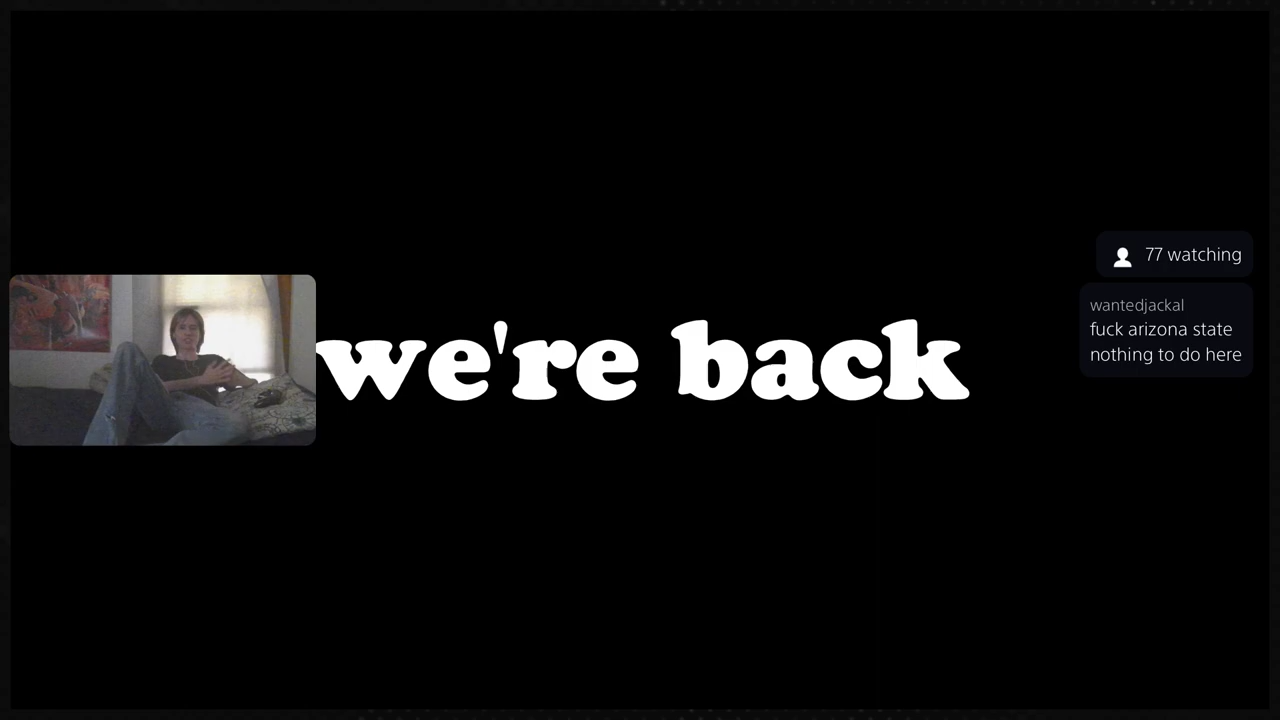 we're back
77 watching
wantedjackal
fuck arizona state
nothing to do here